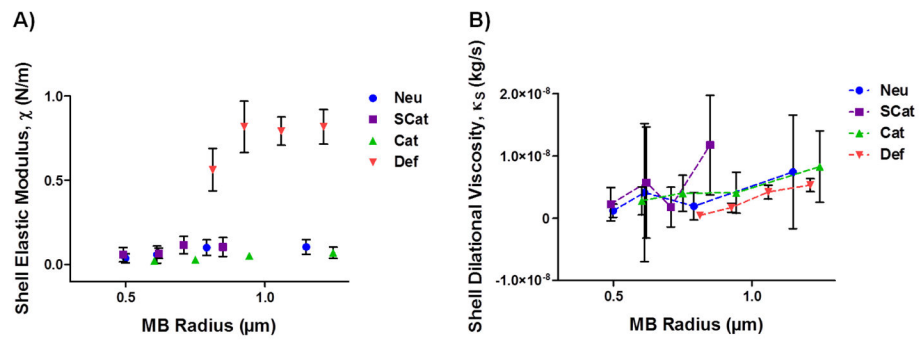 A)
Shell Elastic Modulus, χ (N/m)
1.0
0.5
0.0
0.5
1.0
MB Radius (µm)
Neu
SCat
Cat
Def
B)
Shell Dilational Viscosity, κS (kg/s)
2.0×10-8
1.0×10-8
0
-1.0×10-8
0.5
1.0
MB Radius (µm)
Neu
SCat
Cat
Def